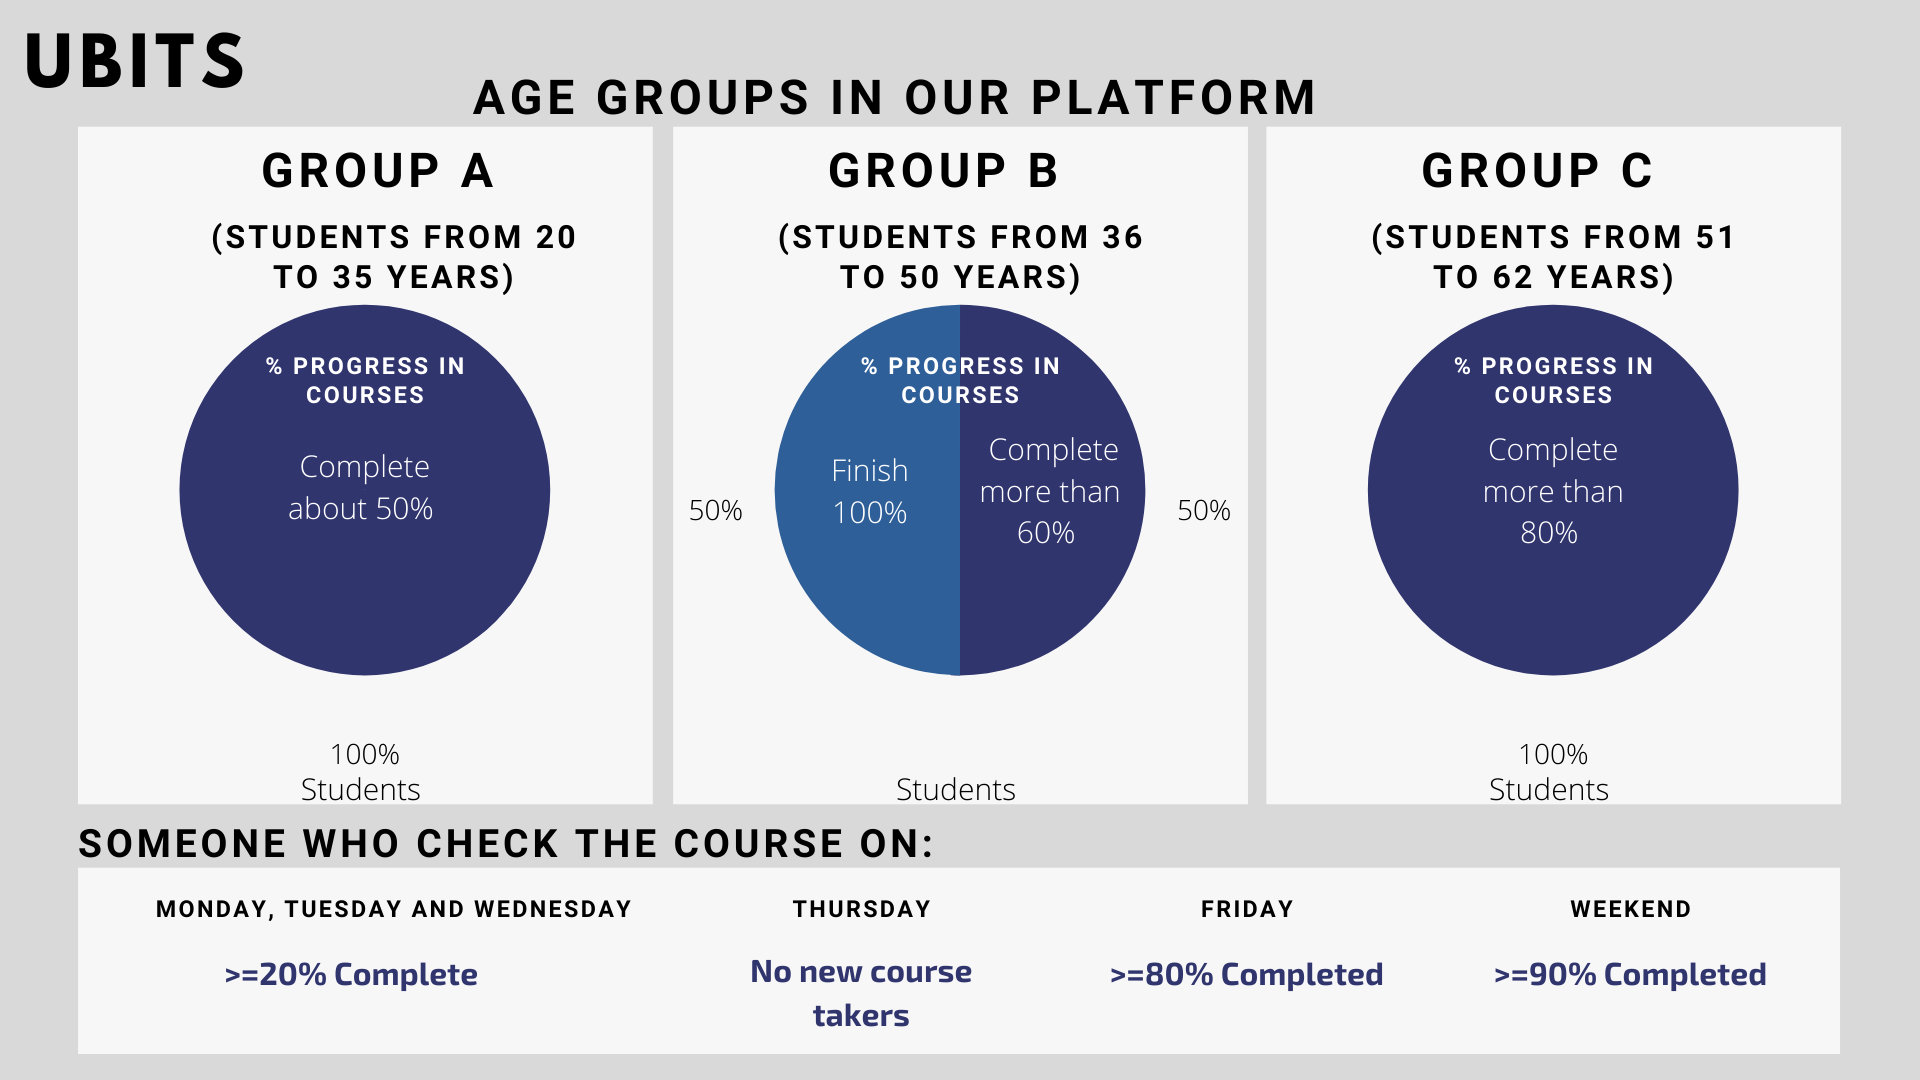 UBITS
AGE GROUPS IN OUR PLATFORM
GROUP A
(STUDENTS FROM 20
TO 35 YEARS)
% PROGRESS IN
COURSES
Complete
about 50%
100%
Students
GROUP B
(STUDENTS FROM 36
TO 50 YEARS)
% PROGRESS IN
COURSES
50%
Finish
100%
Complete
more than
60%
50%
Students
GROUP C
(STUDENTS FROM 51
TO 62 YEARS)
% PROGRESS IN
COURSES
Complete
more than
80%
100%
Students
SOMEONE WHO CHECK THE COURSE ON:
MONDAY, TUESDAY AND WEDNESDAY
>=20% Complete
THURSDAY
No new course
takers
FRIDAY
>=80% Completed
WEEKEND
>=90% Completed